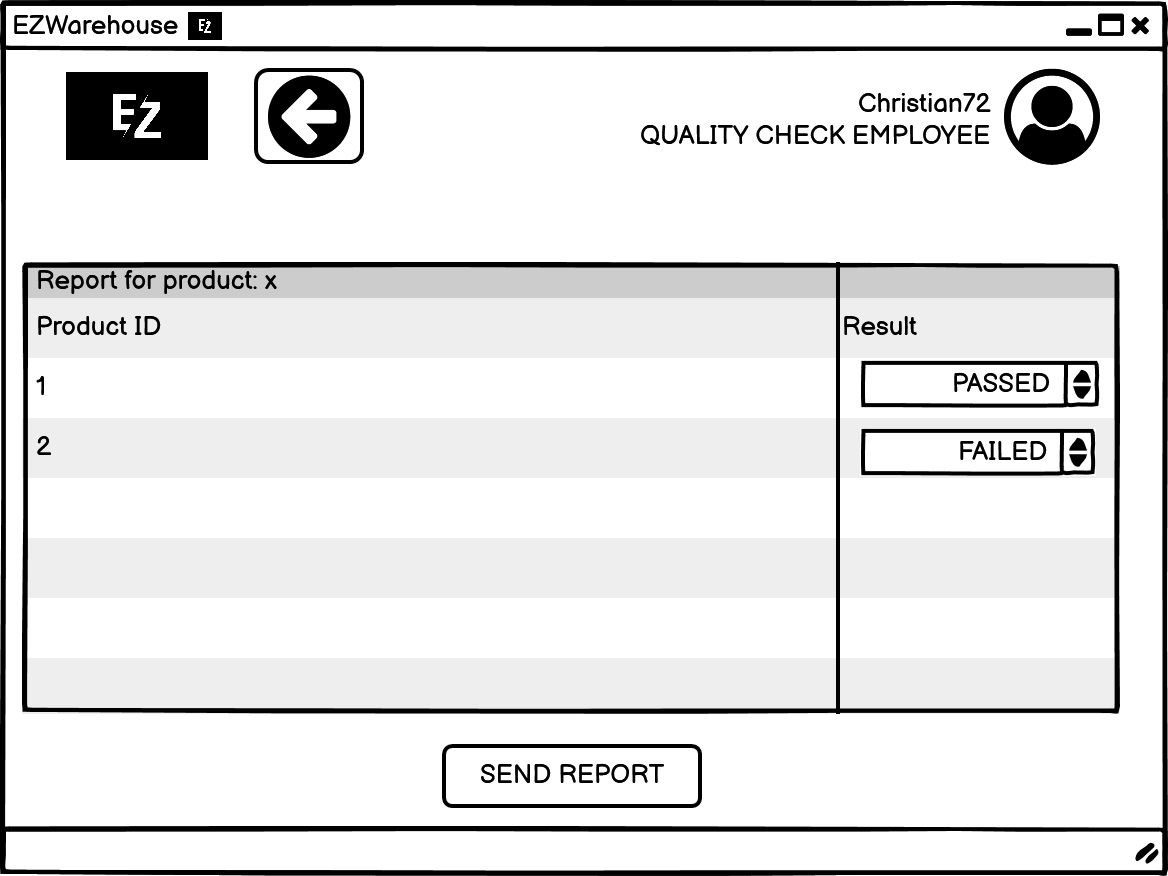 EZWarehouse EZ
EZ
Christian72
QUALITY CHECK EMPLOYEE
Report for product: x
Product ID Result
1 PASSED
2 FAILED
SEND REPORT